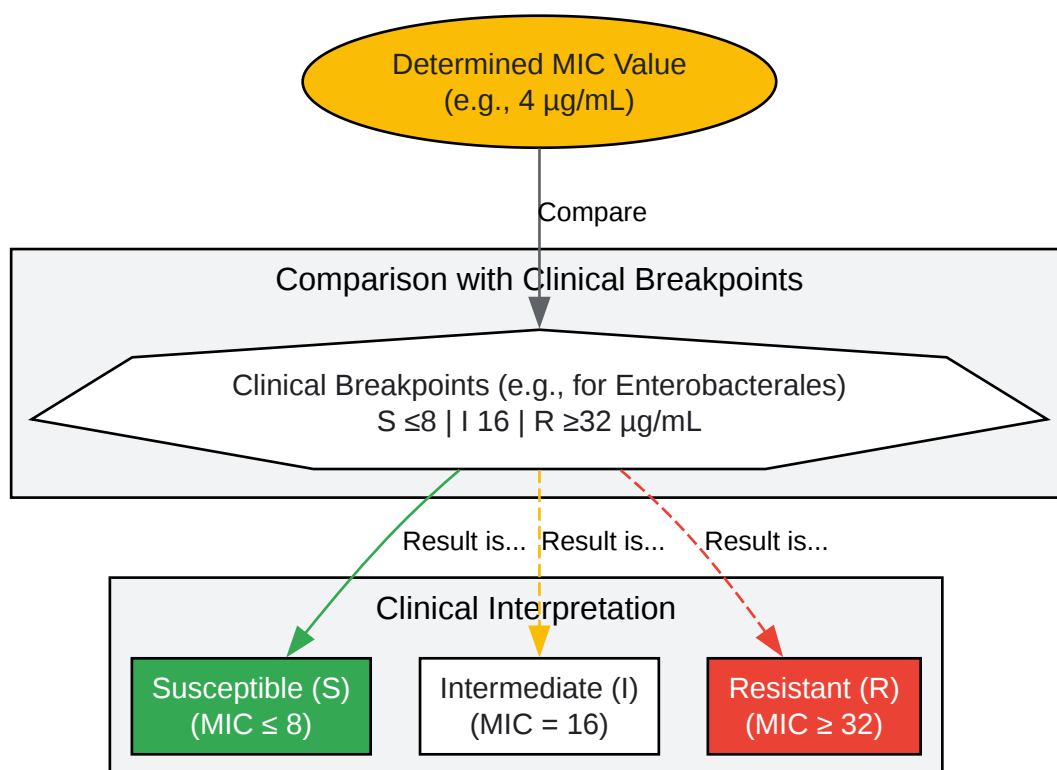 Determined MIC Value
(e.g., 4 µg/mL)
Compare
Comparison with Clinical Breakpoints
Clinical Breakpoints (e.g., for Enterobacterales)
S ≤8 | I 16 | R ≥32 µg/mL
Result is...
Result is...
Result is...
Clinical Interpretation
Susceptible (S)
(MIC ≤ 8)
Intermediate (I)
(MIC = 16)
Resistant (R)
(MIC ≥ 32)